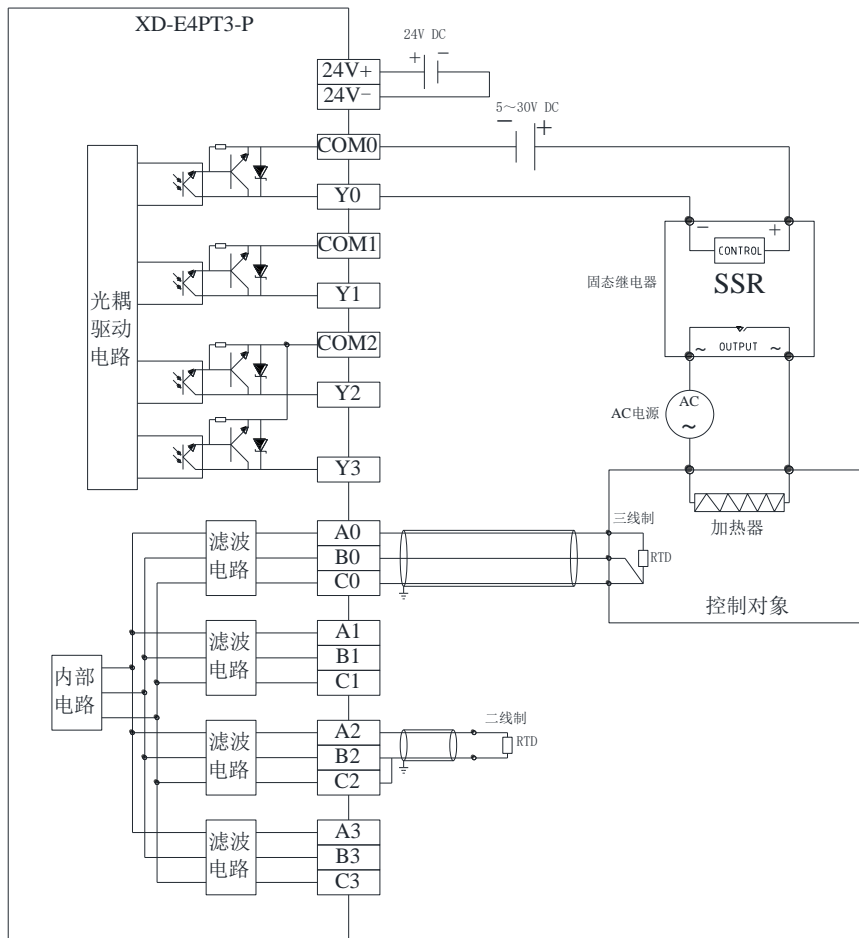 XD-E4PT3-P
24V DC
+
−
24V+
24V−
5～30V DC
−
+
COM0
Y0
−
+
CONTROL
SSR
固态继电器
COM1
Y1
光耦
驱动
电路
COM2
~ OUTPUT ~
Y2
AC电源
AC
~
Y3
加热器
A0
B0
C0
滤波
电路
三线制
RTD
控制对象
A1
B1
C1
滤波
电路
内部
电路
A2
B2
C2
滤波
电路
二线制
RTD
A3
B3
C3
滤波
电路